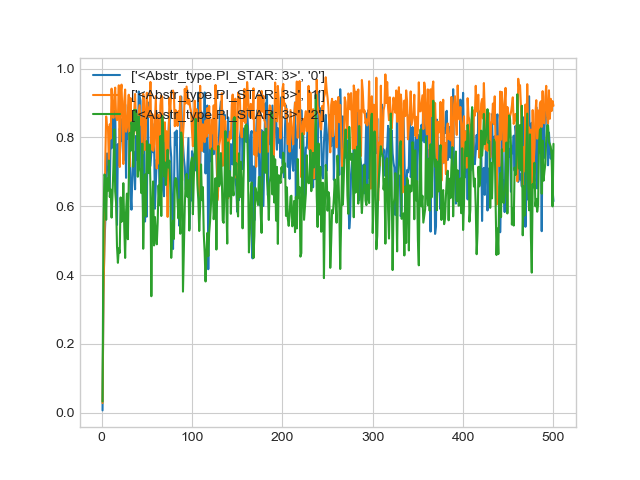 ['<Abstr_type.PI_STAR: 3>', '0']
['<Abstr_type.PI_STAR: 3>', '1']
['<Abstr_type.PI_STAR: 3>', '2']
1.0
0.8
0.6
0.4
0.2
0.0
0 100 200 300 400 500